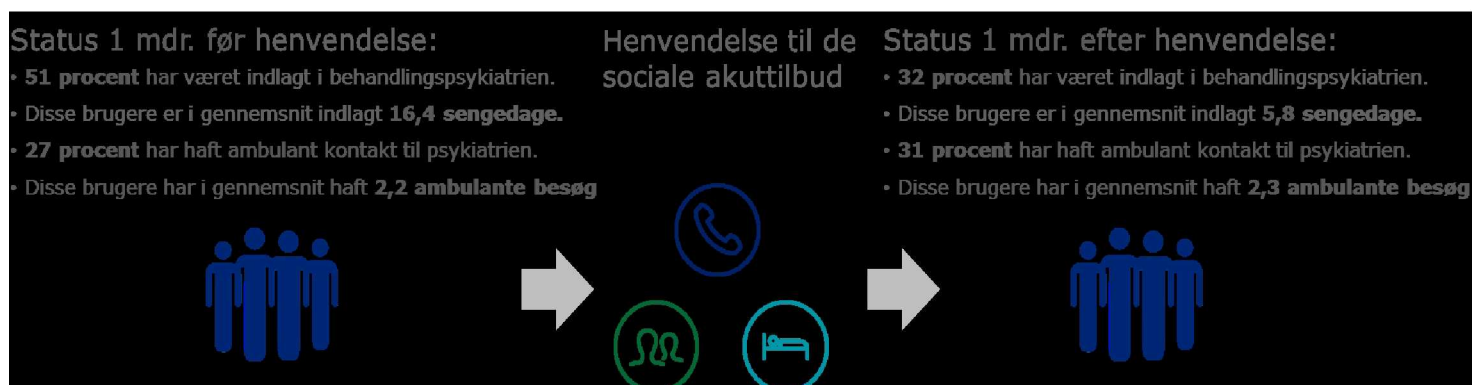 Status 1 mdr. før henvendelse:
• 51 procent har været indlagt i behandlingspsykiatrien.
• Disse brugere er i gennemsnit indlagt 16,4 sengedage.
• 27 procent har haft ambulant kontakt til psykiatrien.
• Disse brugere har i gennemsnit haft 2,2 ambulante besøg
Henvendelse til de
sociale akuttilbud
Status 1 mdr. efter henvendelse:
• 32 procent har været indlagt i behandlingspsykiatrien.
• Disse brugere er i gennemsnit indlagt 5,8 sengedage.
• 31 procent har haft ambulant kontakt til psykiatrien.
• Disse brugere har i gennemsnit haft 2,3 ambulante besøg